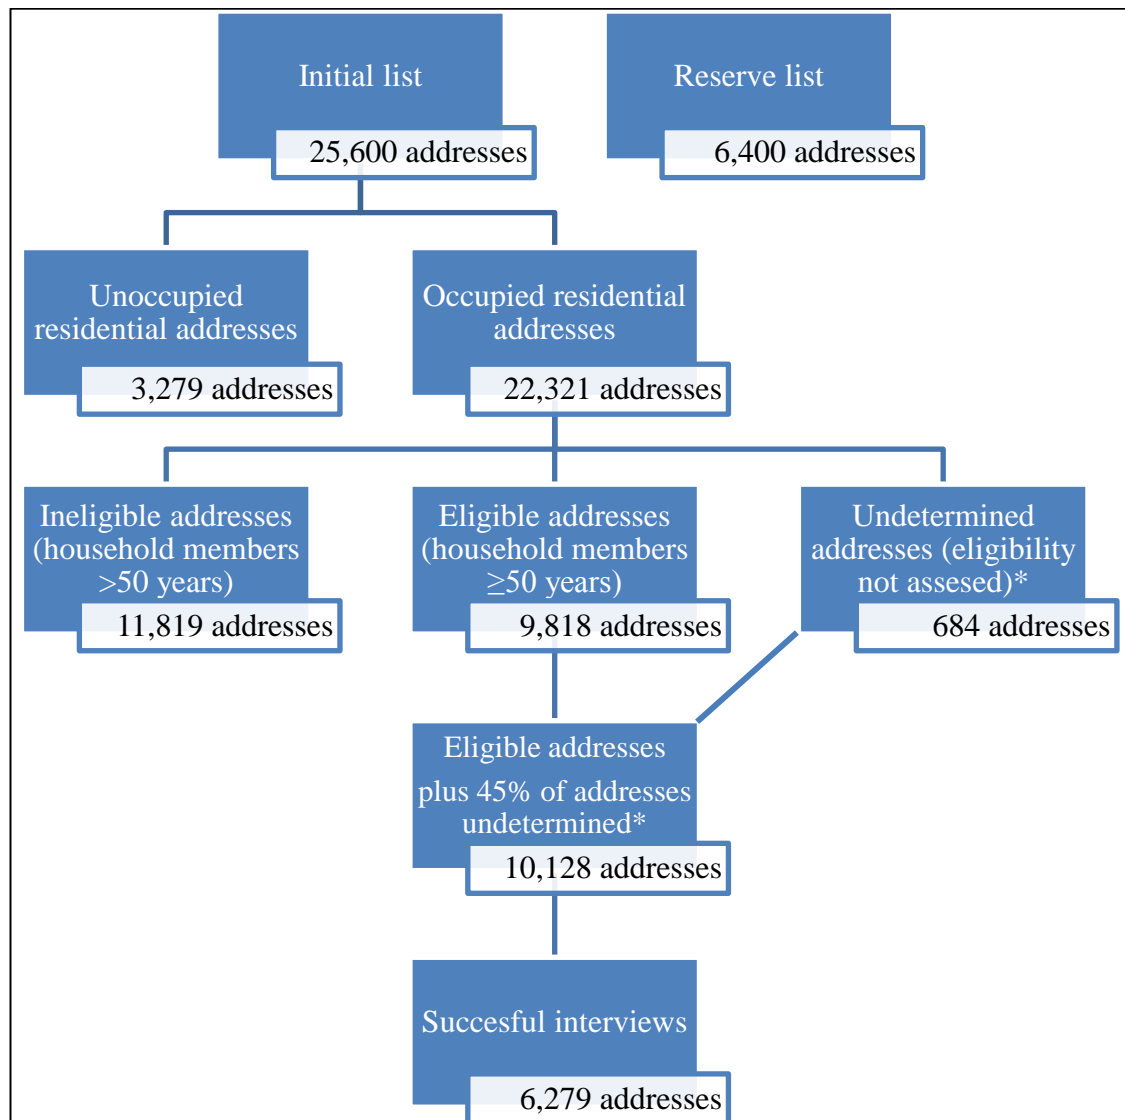 Initial list
25,600 addresses
Reserve list
6,400 addresses
Unoccupied
residential addresses
3,279 addresses
Occupied residential
addresses
22,321 addresses
Ineligible addresses
(household members
>50 years)
11,819 addresses
Eligible addresses
(household members
≥50 years)
9,818 addresses
Undetermined
addresses (eligibility
not assesed)*
684 addresses
Eligible addresses
plus 45% of addresses
undetermined*
10,128 addresses
Succesful interviews
6,279 addresses